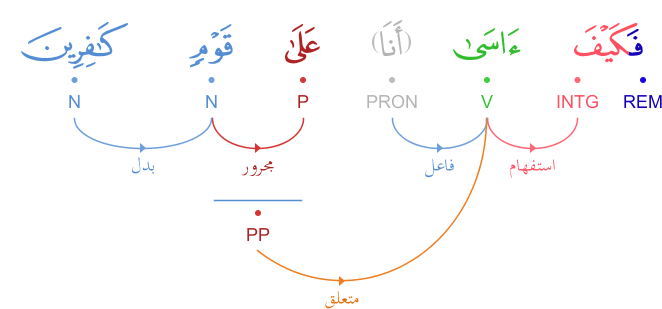 فَكَيْفَ ءَاسَىٰ (أَنَا) عَلَىٰ قَوْمٍ كَٰفِرِينَ
REM INTG V PRON P N N
استفهام فاعل مجرور بدل
PP
متعلق